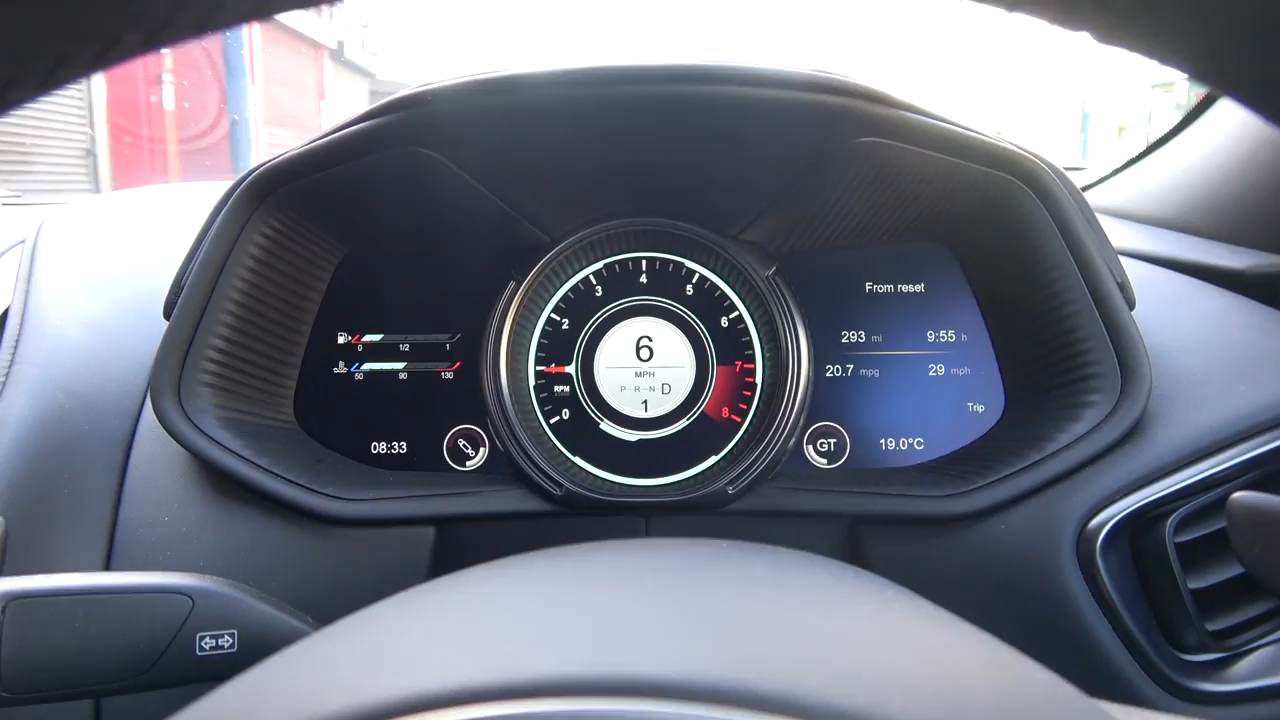 0 1/2 1
50 90 130
08:33
0
1
2
3
4
5
6
7
8
RPM
6
MPH
P R N D
1
From reset
293 mi 9:55 h
20.7 mpg 29 mph
Trip
GT 19.0°C